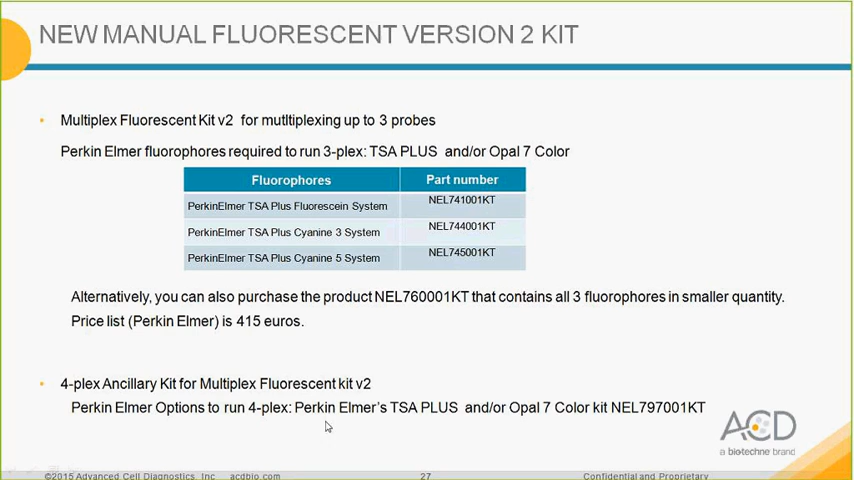 NEW MANUAL FLUORESCENT VERSION 2 KIT
• Multiplex Fluorescent Kit v2 for mutltiplexing up to 3 probes
Perkin Elmer fluorophores required to run 3-plex: TSA PLUS and/or Opal 7 Color
Fluorophores Part number
PerkinElmer TSA Plus Fluorescein System NEL741001KT
PerkinElmer TSA Plus Cyanine 3 System NEL744001KT
PerkinElmer TSA Plus Cyanine 5 System NEL745001KT
Alternatively, you can also purchase the product NEL760001KT that contains all 3 fluorophores in smaller quantity.
Price list (Perkin Elmer) is 415 euros.
• 4-plex Ancillary Kit for Multiplex Fluorescent kit v2
Perkin Elmer Options to run 4-plex: Perkin Elmer's TSA PLUS and/or Opal 7 Color kit NEL797001KT
ACD
a biotechne brand
©2015 Advanced Cell Diagnostics, Inc acdbio.com 27 Confidential and Proprietary